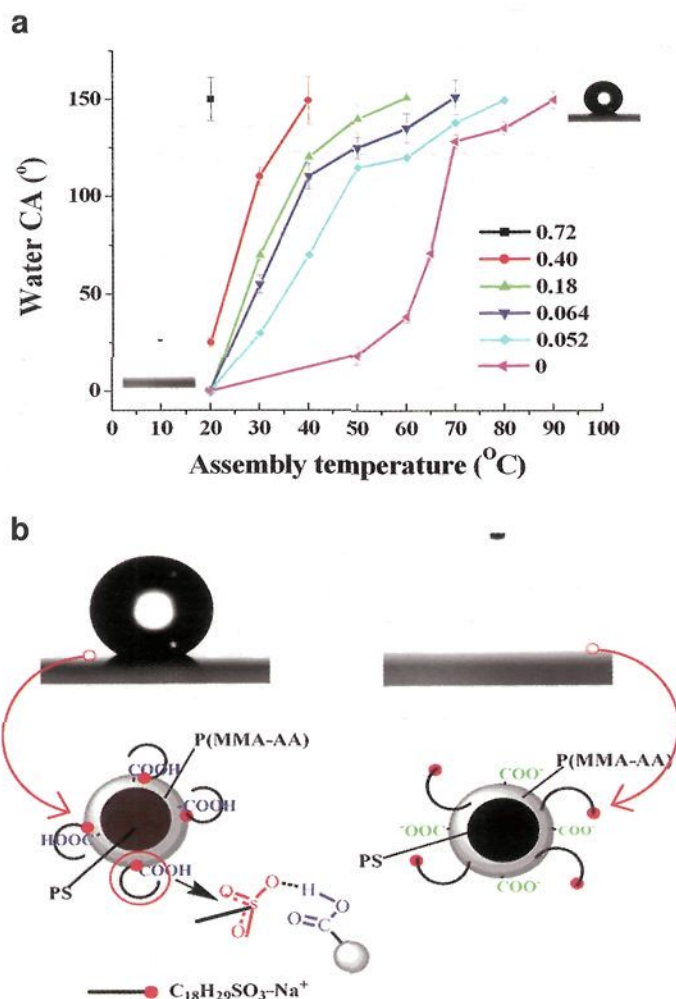 a
Water CA (°)
150
100
50
0
0.72
0.40
0.18
0.064
0.052
0
0 10 20 30 40 50 60 70 80 90 100
Assembly temperature (°C)
b
P(MMA-AA)
COOH
COOH
HOOC
COOH
PS
S
O
O
O
H
O
O
C
C₁₈H₂₉SO₃-Na⁺
P(MMA-AA)
COO⁻
⁻OOC
COO⁻
COO⁻
PS